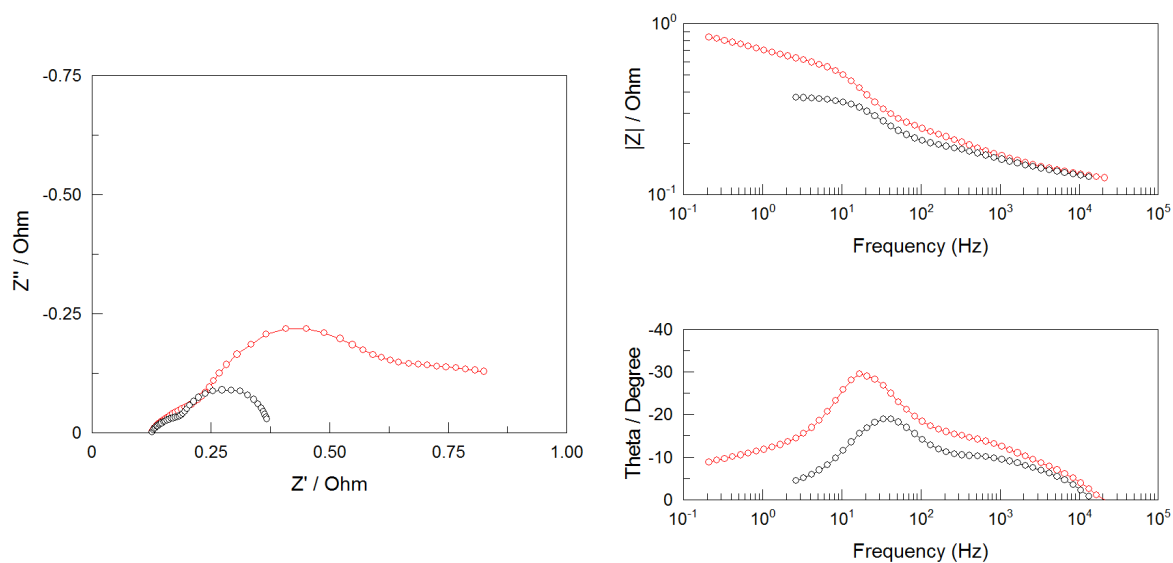 -0.75
-0.50
-0.25
0
Z'' / Ohm
0 0.25 0.50 0.75 1.00
Z' / Ohm
10^0
10^-1
|Z| / Ohm
10^-1 10^0 10^1 10^2 10^3 10^4 10^5
Frequency (Hz)
-40
-30
-20
-10
0
Theta / Degree
10^-1 10^0 10^1 10^2 10^3 10^4 10^5
Frequency (Hz)